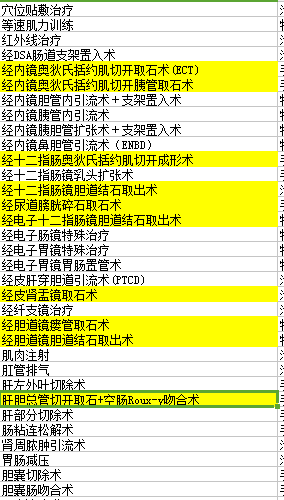 穴位贴敷治疗
等速肌力训练
红外线治疗
经DSA肠道支架置入术
经内镜奥狄氏括约肌切开取石术(ECT)
经内镜奥狄氏括约肌切开胰管取石术
经内镜胆管内引流术＋支架置入术
经内镜胰管内引流术
经内镜胰胆管扩张术＋支架置入术
经内镜鼻胆管引流术（ENBD)
经十二指肠奥狄氏括约肌切开成形术
经十二指肠镜乳头扩张术
经十二指肠镜胆道结石取出术
经尿道膀胱碎石取石术
经电子十二指肠镜胆道结石取出术
经电子肠镜特殊治疗
经电子胃镜特殊治疗
经电子胃镜胃肠置管术
经皮肝穿胆道引流术(PTCD)
经皮肾盂镜取石术
经纤支镜治疗
经胆道镜瘘管取石术
经胆道镜胆道结石取出术
肌肉注射
肛管排气
肝左外叶切除术
肝胆总管切开取石+空肠Roux-y吻合术
肝部分切除术
肠粘连松解术
肾周脓肿引流术
胃肠减压
胆囊切除术
胆囊肠吻合术